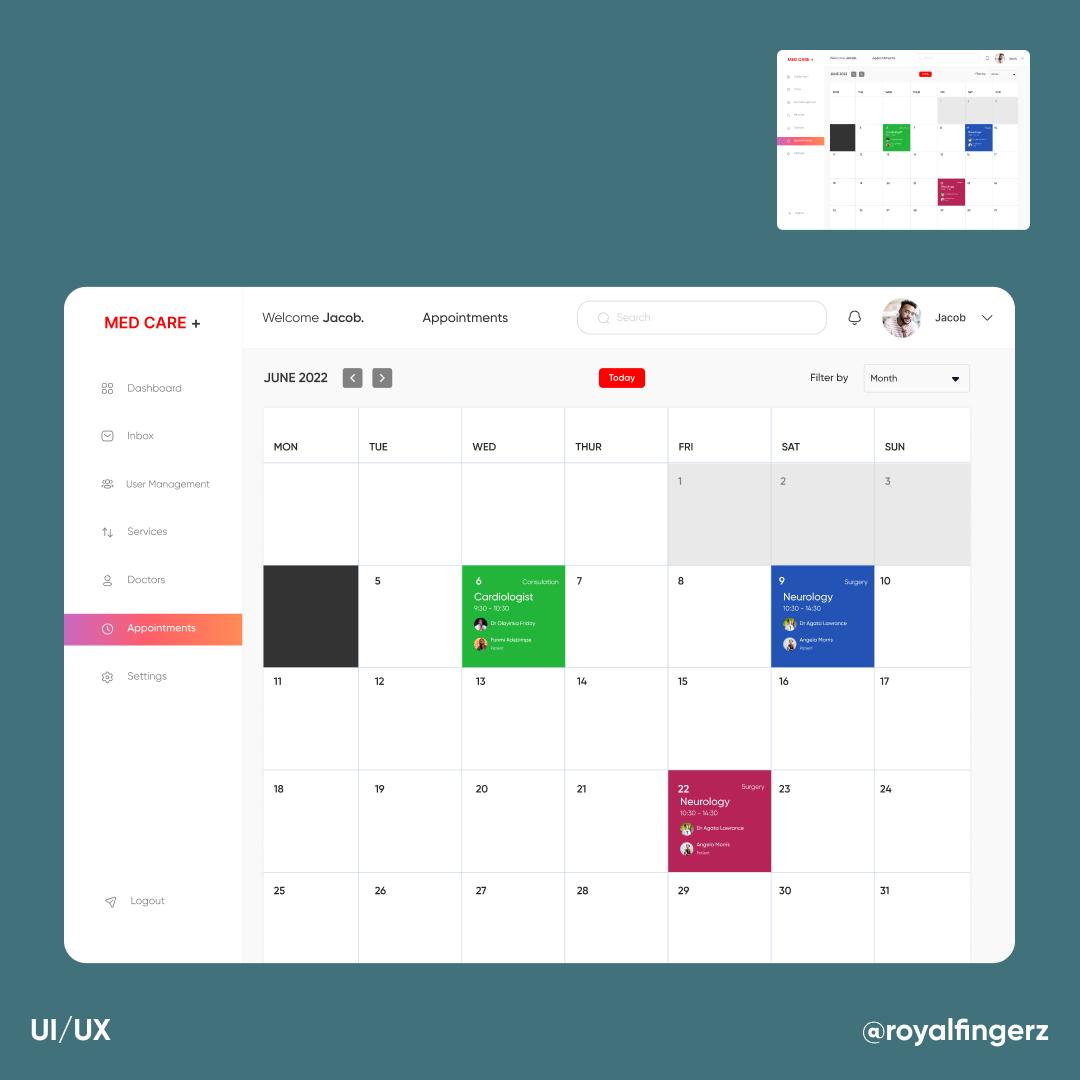 MED CARE +
Welcome Jacob.
Appointments
Search
Jacob
Dashboard
Inbox
User Management
Services
Doctors
Appointments
Settings
Logout
JUNE 2022
Today
Filter by
Month
MON TUE WED THUR FRI SAT SUN
1 2 3
5
6 Consulation
Cardiologist
9:30 - 10:30
Dr Olayinka Friday
Funmi Adebimpe
Patient
7 8
9 Surgery
Neurology
10:30 - 14:30
Dr Agata Lawrance
Angela Morris
Patient
10
11 12 13 14 15 16 17
18 19 20 21
22 Surgery
Neurology
10:30 - 14:30
Dr Agata Lawrance
Angela Morris
Patient
23 24
25 26 27 28 29 30 31
UI/UX
@royalfingerz